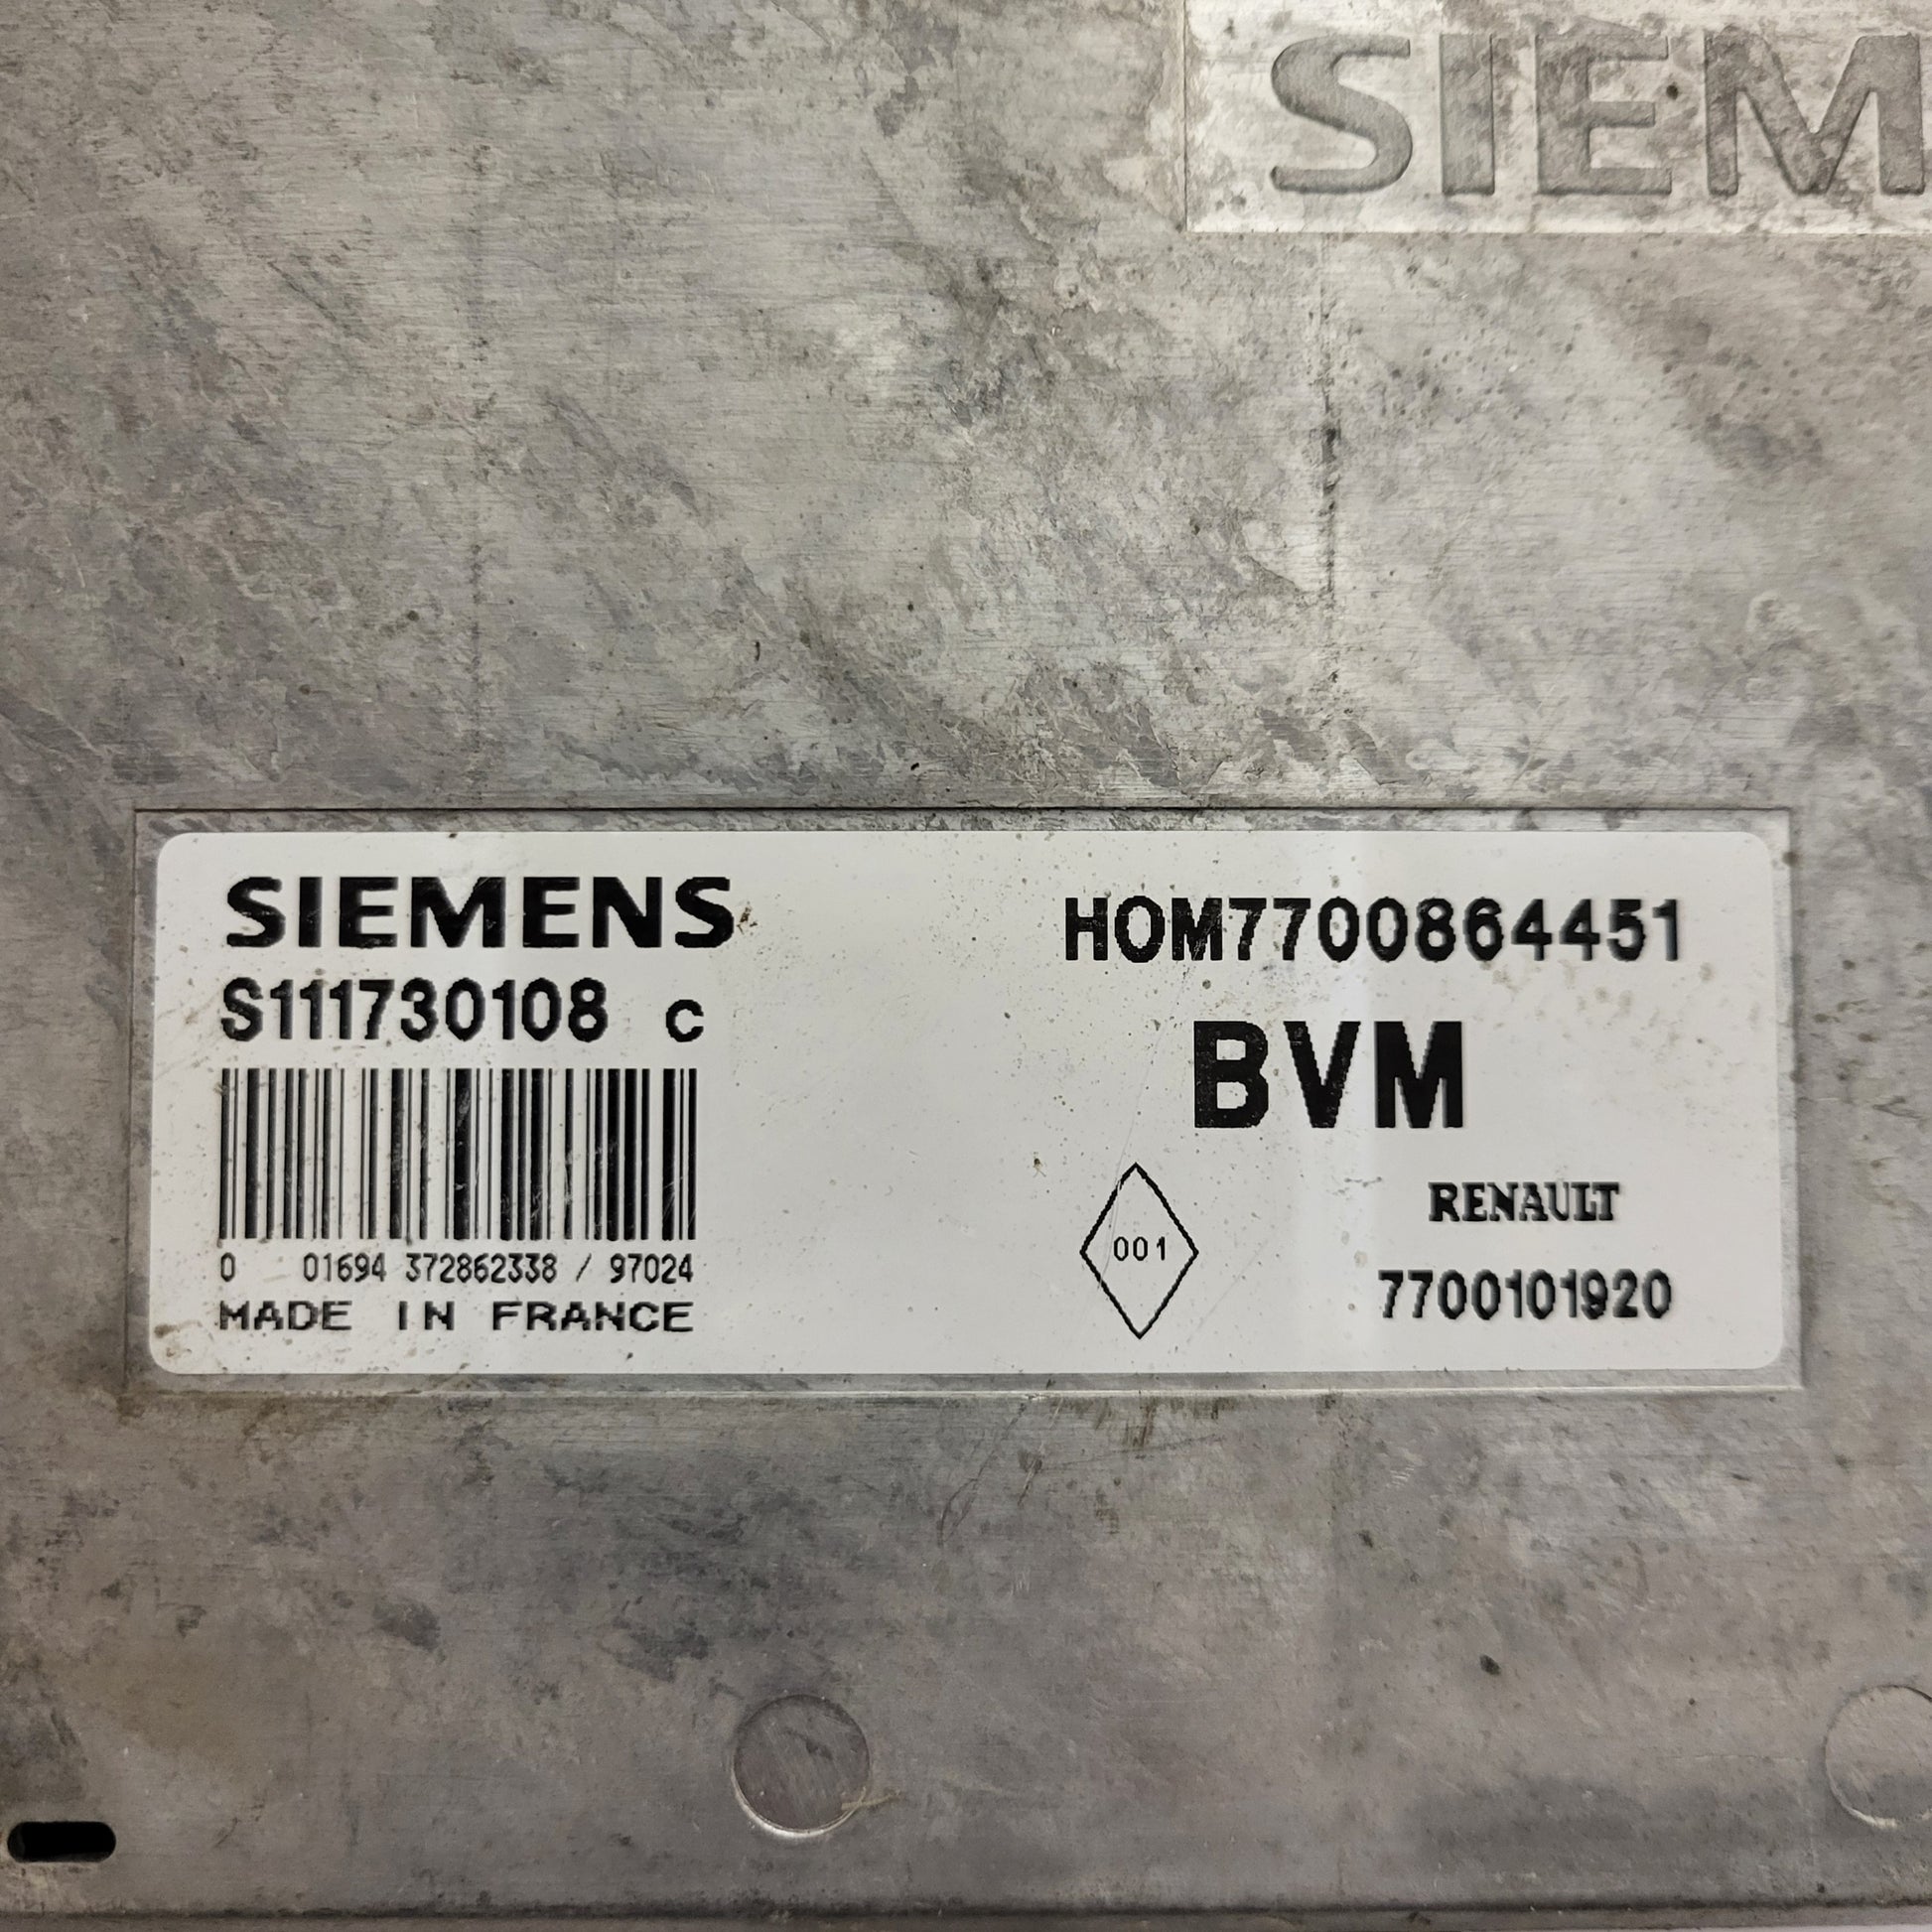 SIEM
SIEMENS
S111730108 C
0 01694 372862338 / 97024
MADE IN FRANCE
HOM7700864451
BVM
001
RENAULT
7700101920